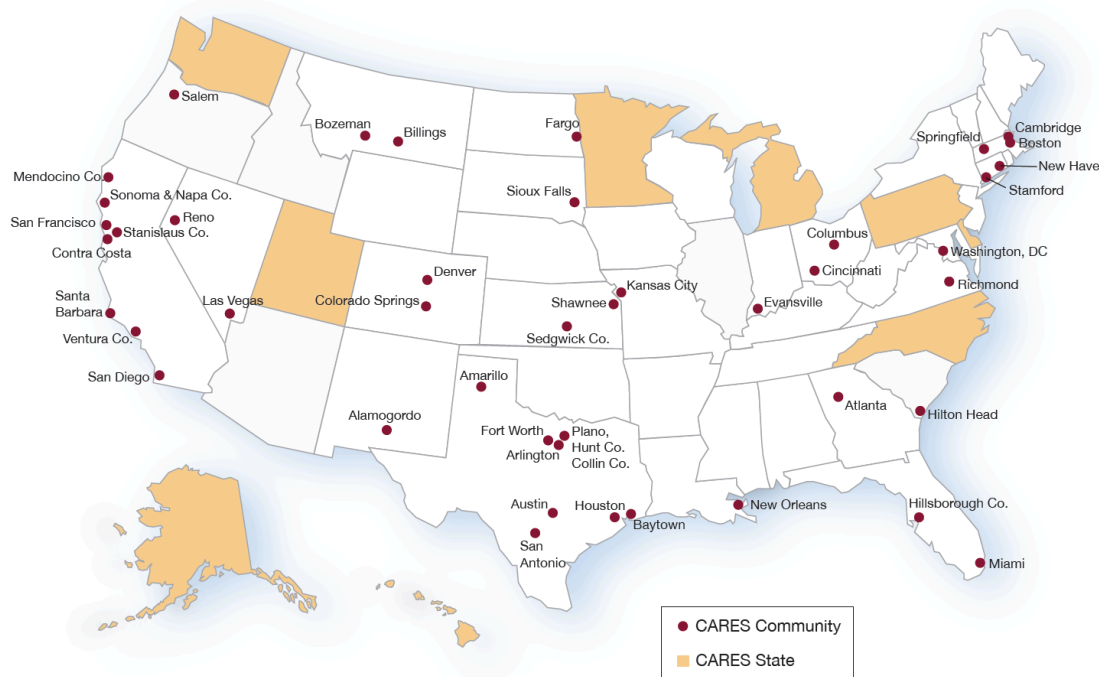 Salem
Bozeman
Billings
Fargo
Springfield
Cambridge
Boston
New Have
Stamford
Mendocino Co.
Sonoma & Napa Co.
San Francisco
Reno
Stanislaus Co.
Contra Costa
Sioux Falls
Columbus
Washington, DC
Cincinnati
Richmond
Denver
Colorado Springs
Kansas City
Shawnee
Sedgwick Co.
Evansville
Santa
Barbara
Las Vegas
Ventura Co.
San Diego
Amarillo
Alamogordo
Atlanta
Hilton Head
Fort Worth
Arlington
Plano,
Hunt Co.
Collin Co.
Austin
Houston
Baytown
New Orleans
Hillsborough Co.
San
Antonio
Miami
CARES Community
CARES State